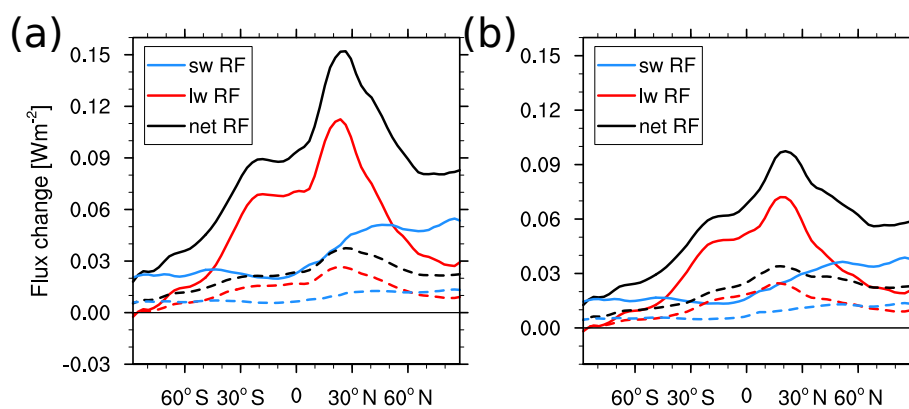 (a)
sw RF
lw RF
net RF
Flux change [Wm-2]
0.15
0.12
0.09
0.06
0.03
0.00
-0.03
60° S 30° S 0 30° N 60° N
(b)
sw RF
lw RF
net RF
0.15
0.12
0.09
0.06
0.03
0.00
60° S 30° S 0 30° N 60° N